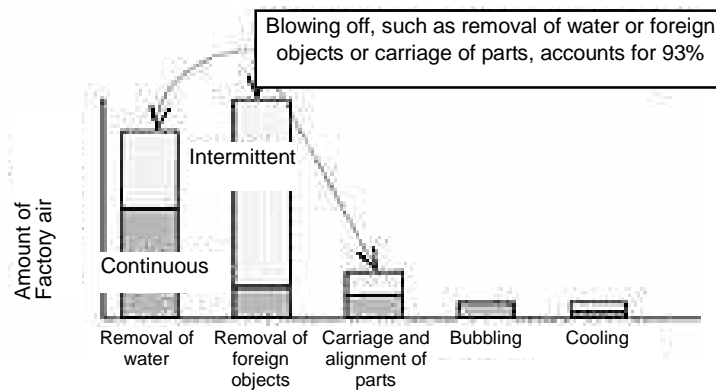 Blowing off, such as removal of water or foreign
objects or carriage of parts, accounts for 93%
Intermittent
Continuous
Amount of
Factory air
Removal of
water
Removal of
foreign
objects
Carriage and
alignment of
parts
Bubbling
Cooling